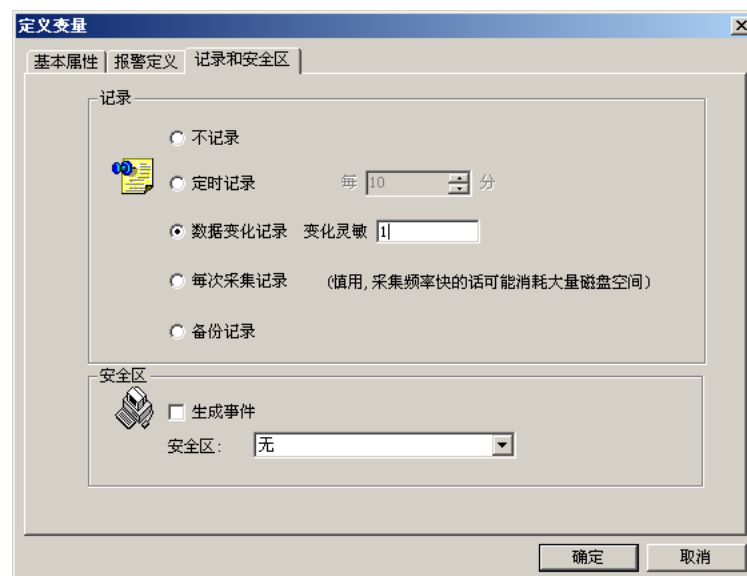 定义变量
基本属性 报警定义 记录和安全区
记录
不记录
定时记录 每 10 分
数据变化记录 变化灵敏 1
每次采集记录 (慎用,采集频率快的话可能消耗大量磁盘空间)
备份记录
安全区
生成事件
安全区: 无
确定 取消